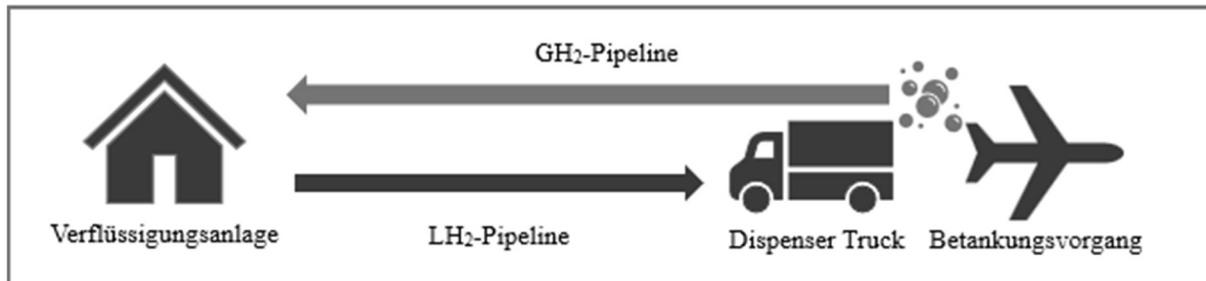 GH₂-Pipeline
Verflüssigungsanlage
LH₂-Pipeline
Dispenser Truck
Betankungsvorgang